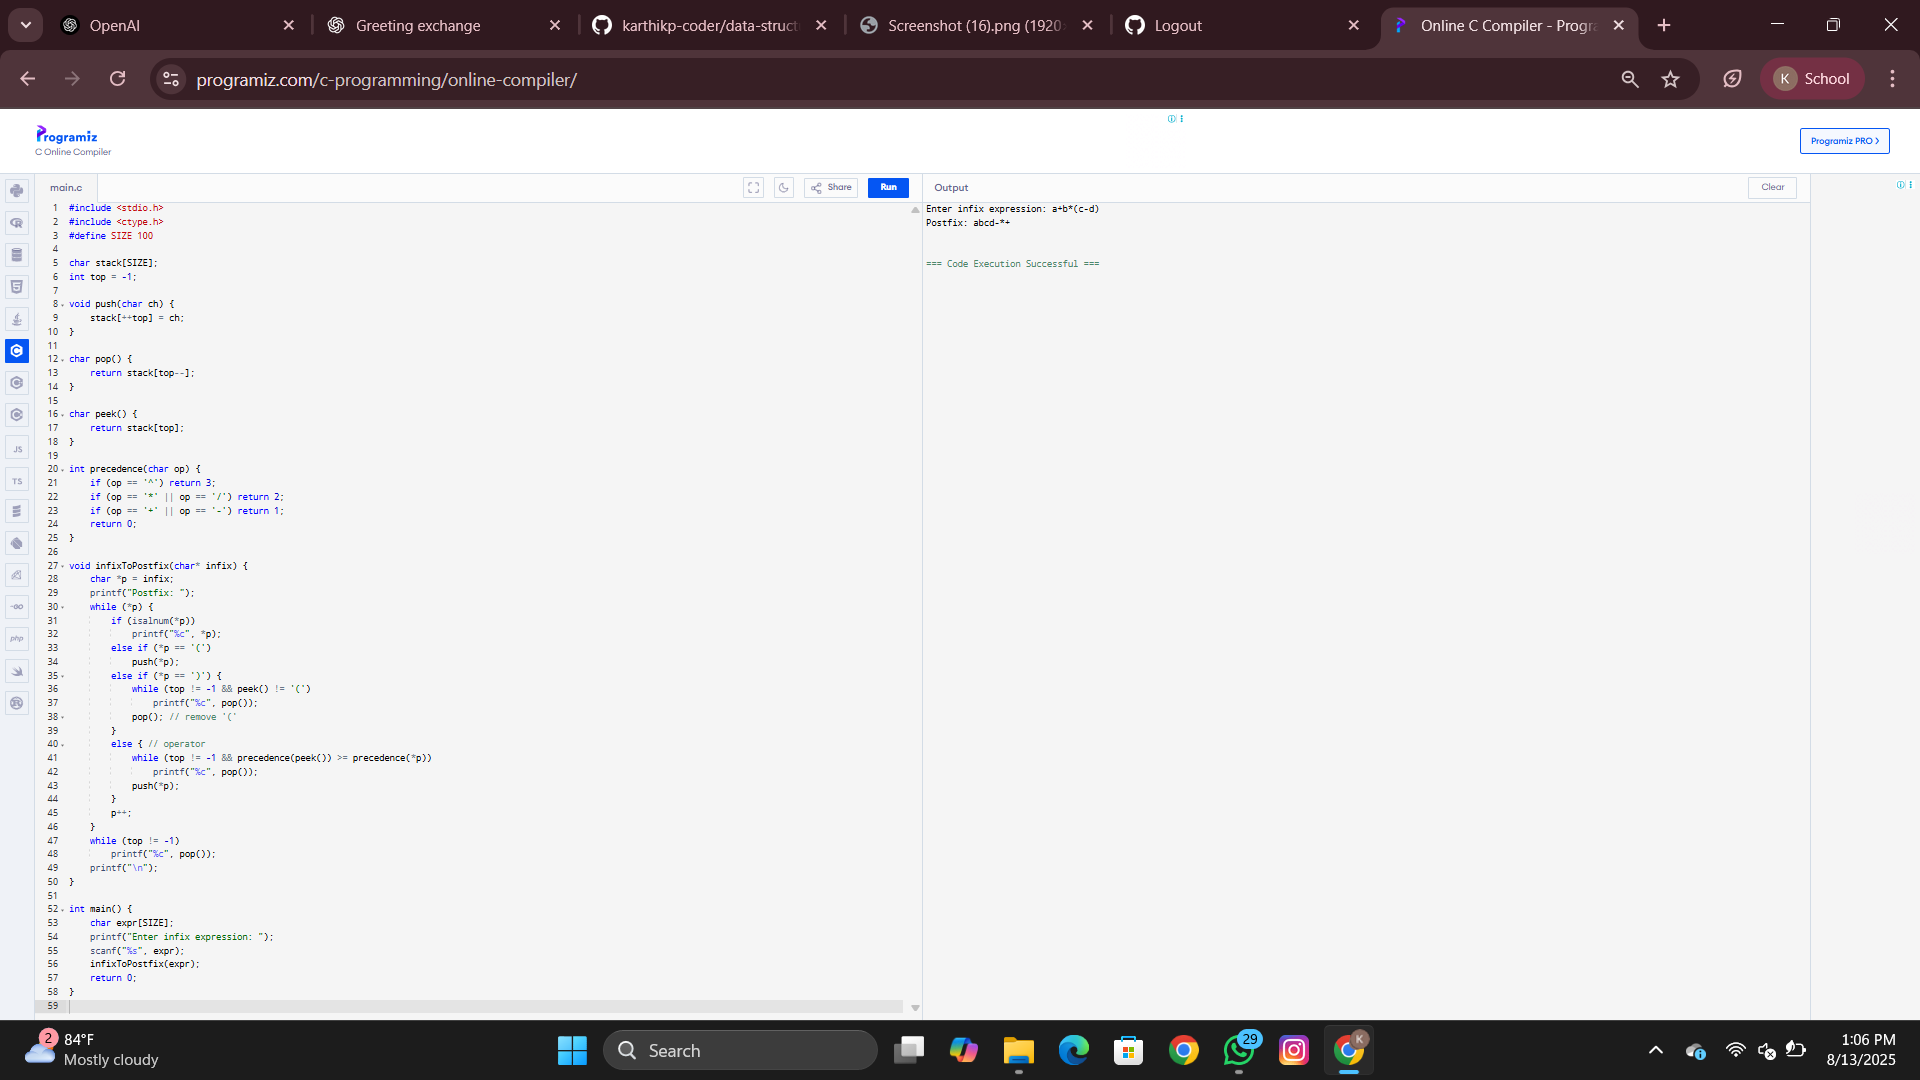 OpenAI
Greeting exchange
karthikp-coder/data-struct
Screenshot (16).png (1920
Logout
Online C Compiler - Progra
programiz.com/c-programming/online-compiler/
K School
Programiz
C Online Compiler
Programiz PRO >
main.c
Share
Run
Output
Clear
1 #include <stdio.h>
2 #include <ctype.h>
3 #define SIZE 100
4
5 char stack[SIZE];
6 int top = -1;
7
8 void push(char ch) {
9     stack[++top] = ch;
10 }
11
12 char pop() {
13     return stack[top--];
14 }
15
16 char peek() {
17     return stack[top];
18 }
19
20 int precedence(char op) {
21     if (op == '^') return 3;
22     if (op == '*' || op == '/') return 2;
23     if (op == '+' || op == '-') return 1;
24     return 0;
25 }
26
27 void infixToPostfix(char* infix) {
28     char *p = infix;
29     printf("Postfix: ");
30     while (*p) {
31         if (isalnum(*p))
32             printf("%c", *p);
33         else if (*p == '(')
34             push(*p);
35         else if (*p == ')') {
36             while (top != -1 && peek() != '(')
37                 printf("%c", pop());
38             pop(); // remove '('
39         }
40         else { // operator
41             while (top != -1 && precedence(peek()) >= precedence(*p))
42                 printf("%c", pop());
43             push(*p);
44         }
45         p++;
46     }
47     while (top != -1)
48         printf("%c", pop());
49     printf("\n");
50 }
51
52 int main() {
53     char expr[SIZE];
54     printf("Enter infix expression: ");
55     scanf("%s", expr);
56     infixToPostfix(expr);
57     return 0;
58 }
59
Enter infix expression: a+b*(c-d)
Postfix: abcd-*+
=== Code Execution Successful ===
JS
TS
GO
php
2
84°F
Mostly cloudy
Search
29
K
1:06 PM
8/13/2025